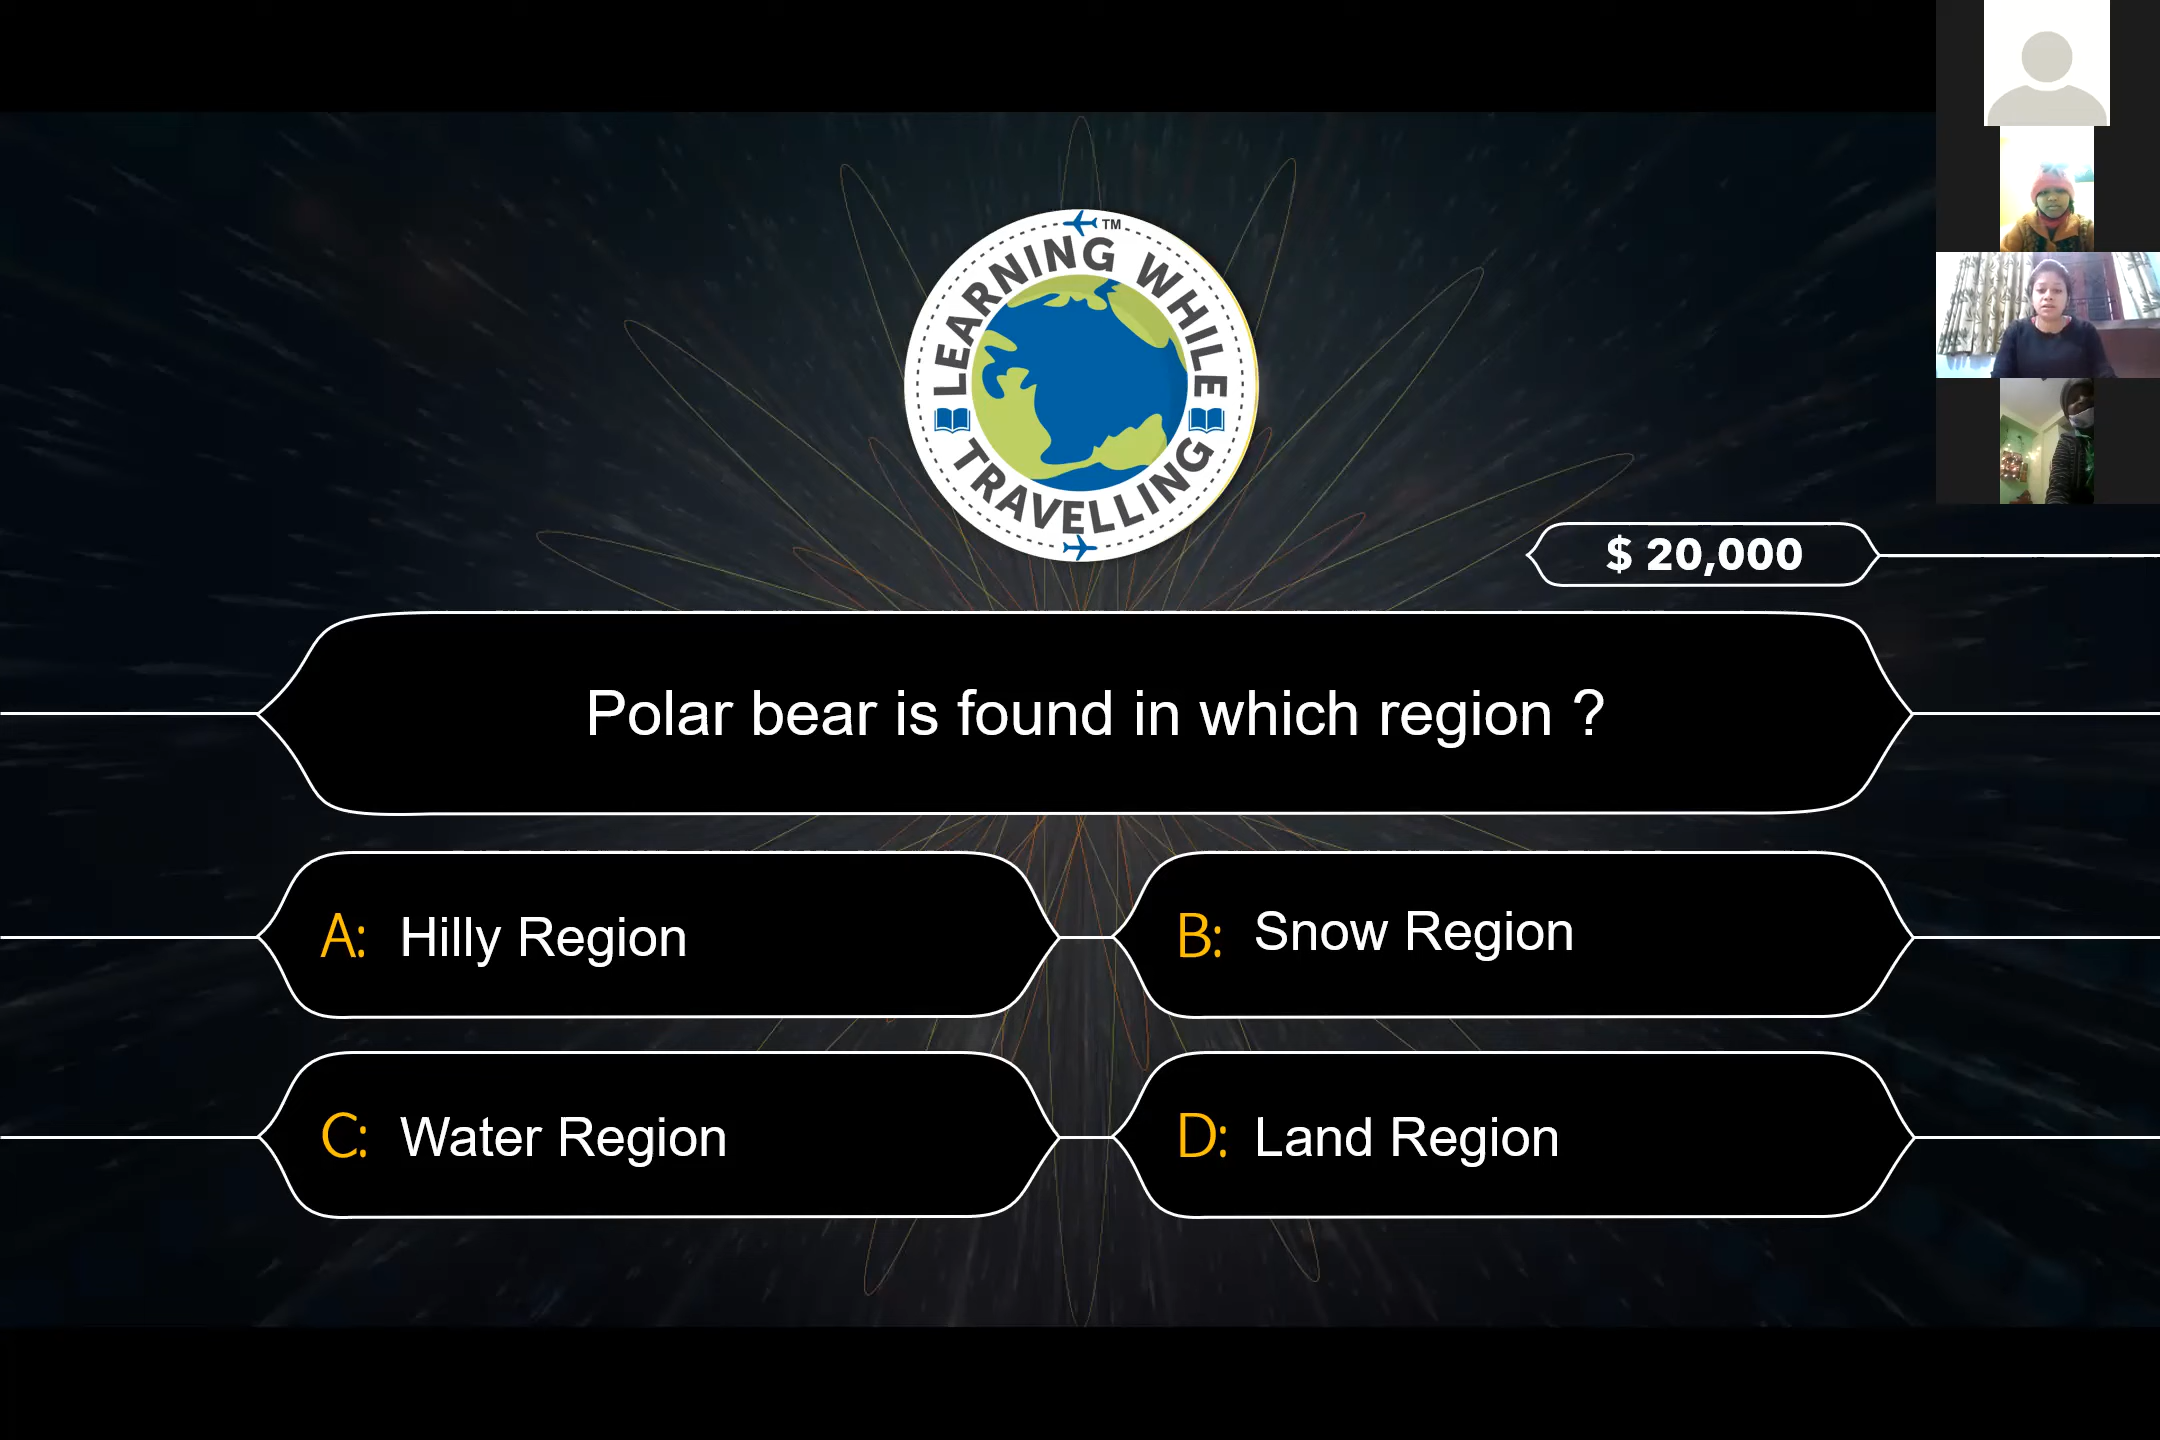 LEARNING WHILE
TM
TRAVELLING
$ 20,000
Polar bear is found in which region ?
A: Hilly Region
B: Snow Region
C: Water Region
D: Land Region